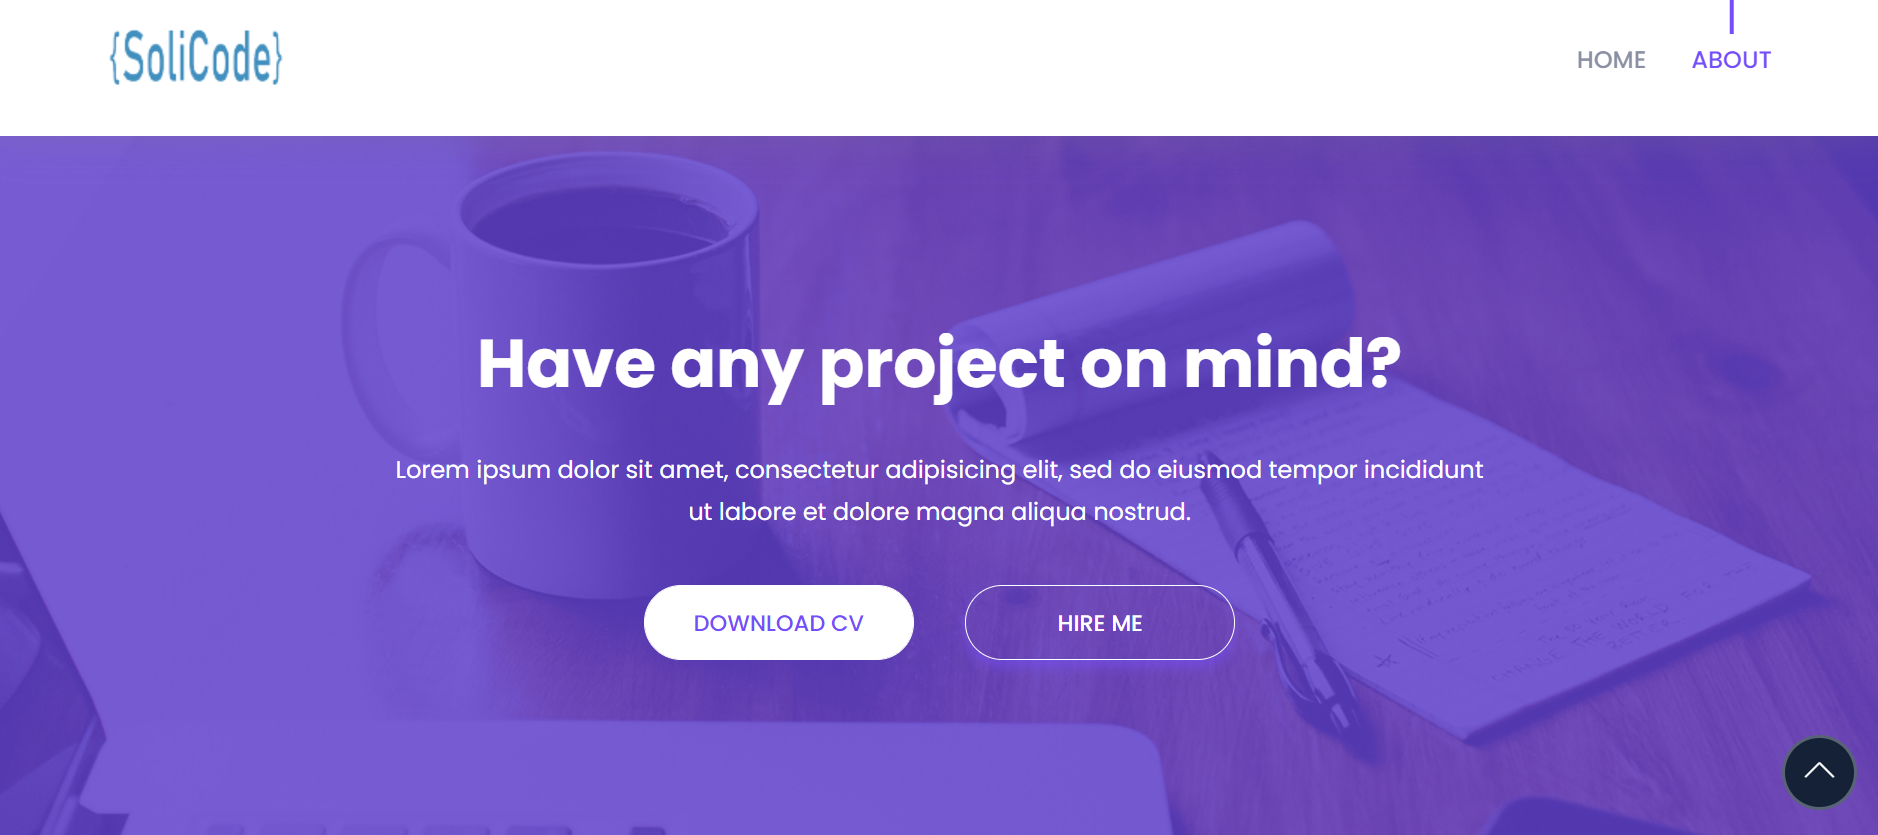 {SoliCode}
HOME ABOUT
Have any project on mind?
Lorem ipsum dolor sit amet, consectetur adipisicing elit, sed do eiusmod tempor incididunt
ut labore et dolore magna aliqua nostrud.
DOWNLOAD CV HIRE ME